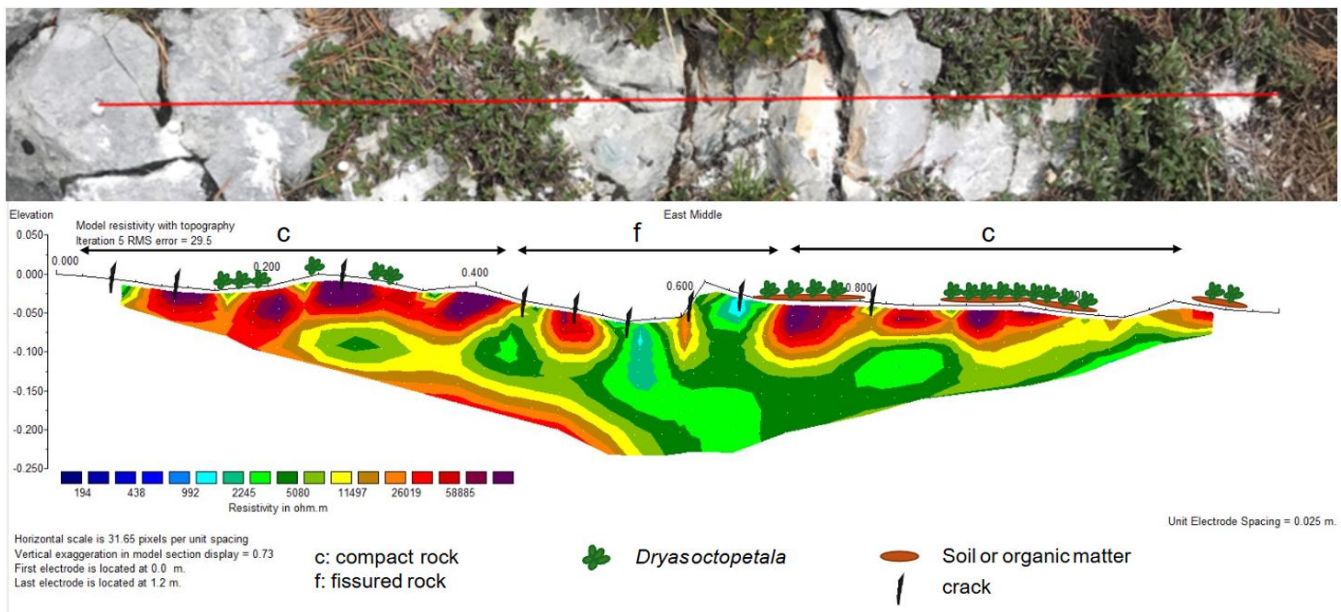 Elevation
Model resistivity with topography
Iteration 5 RMS error = 29.5
East Middle
c
f
c
0.050
0.000
-0.050
-0.100
-0.150
-0.200
-0.250
0.000
0.200
0.400
0.600
0.800
194 438 992 2245 5080 11497 26019 58885
Resistivity in ohm.m
Unit Electrode Spacing = 0.025 m.
Horizontal scale is 31.65 pixels per unit spacing
Vertical exaggeration in model section display = 0.73
First electrode is located at 0.0 m.
Last electrode is located at 1.2 m.
c: compact rock
f: fissured rock
Dryas octopetala
Soil or organic matter
crack